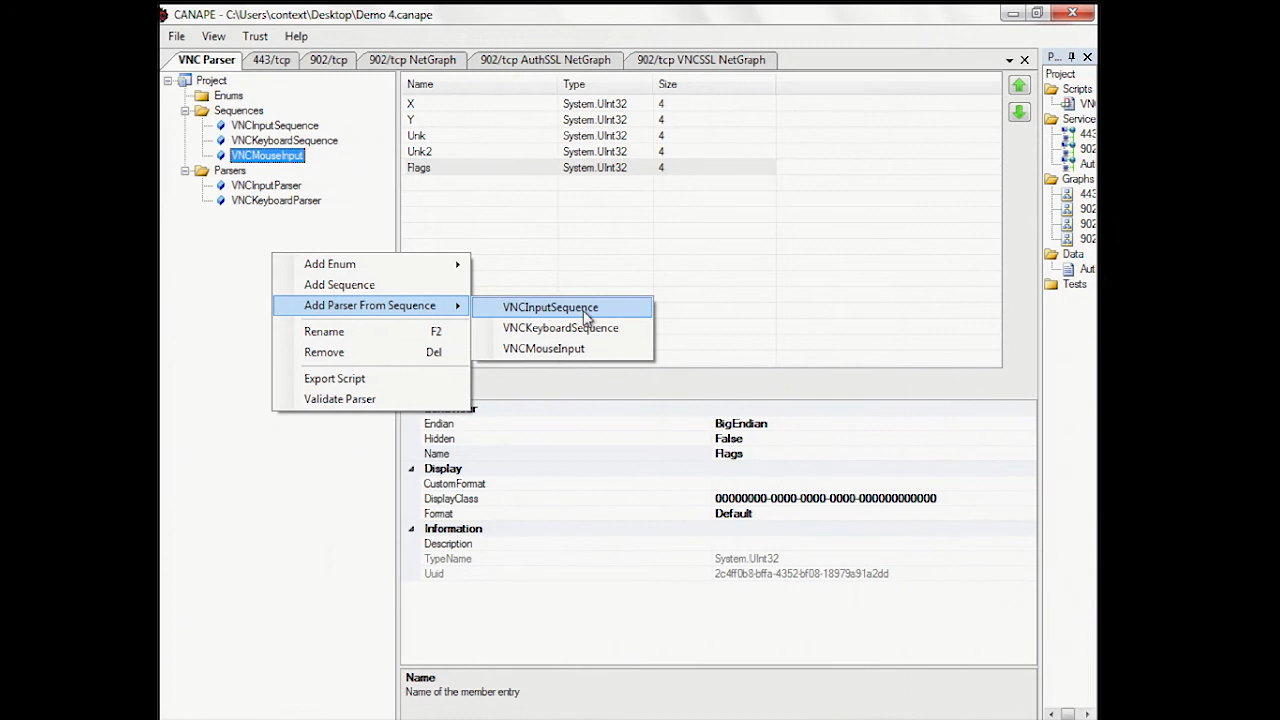 CANAPE - C:\Users\context\Desktop\Demo 4.canape
File View Trust Help
VNC Parser 443/tcp 902/tcp 902/tcp NetGraph 902/tcp AuthSSL NetGraph 902/tcp VNCSSL NetGraph
Project
Enums
Sequences
VNCInputSequence
VNCKeyboardSequence
VNCMouseInput
Parsers
VNCInputParser
VNCKeyboardParser
Name Type Size
X System.UInt32 4
Y System.UInt32 4
Unk System.UInt32 4
Unk2 System.UInt32 4
Flags System.UInt32 4
Add Enum
Add Sequence
Add Parser From Sequence
Rename F2
Remove Del
Export Script
Validate Parser
VNCInputSequence
VNCKeyboardSequence
VNCMouseInput
Endian BigEndian
Hidden False
Name Flags
Display
CustomFormat
DisplayClass 00000000-0000-0000-0000-000000000000
Format Default
Information
Description
TypeName System.UInt32
Uuid 2c4ff0b8-bffa-4352-bf08-18979a91a2dd
Name
Name of the member entry
P...
Project
Scripts
VN
Service
443
902
Aut
Graphs
443
902
902
902
Data
Aut
Tests